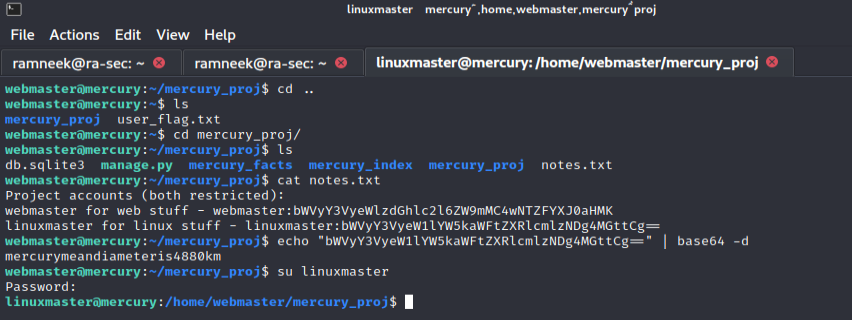 linuxmaster mercury~,home,webmaster,mercury proj
File Actions Edit View Help
ramneek@ra-sec: ~ ramneek@ra-sec: ~ linuxmaster@mercury: /home/webmaster/mercury_proj
webmaster@mercury:~/mercury_proj$ cd ..
webmaster@mercury:~$ ls
mercury_proj user_flag.txt
webmaster@mercury:~$ cd mercury_proj/
webmaster@mercury:~/mercury_proj$ ls
db.sqlite3 manage.py mercury_facts mercury_index mercury_proj notes.txt
webmaster@mercury:~/mercury_proj$ cat notes.txt
Project accounts (both restricted):
webmaster for web stuff - webmaster:bWVyY3VyeWlzdGhlc2l6ZW9mMC4wNTZFYXJ0aHMK
linuxmaster for linux stuff - linuxmaster:bWVyY3VyeW1lYW5kaWFtZXRlcmlzNDg4MGttCg==
webmaster@mercury:~/mercury_proj$ echo "bWVyY3VyeW1lYW5kaWFtZXRlcmlzNDg4MGttCg==" | base64 -d
mercurymeandiameteris4880km
webmaster@mercury:~/mercury_proj$ su linuxmaster
Password:
linuxmaster@mercury:/home/webmaster/mercury_proj$